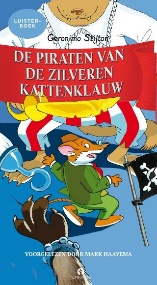 LUISTER-
BOEK
Geronimo Stilton
DE PIRATEN VAN
DE ZILVEREN
KATTENKLAUW
VOORGELEZEN DOOR MARK HAAYEMA